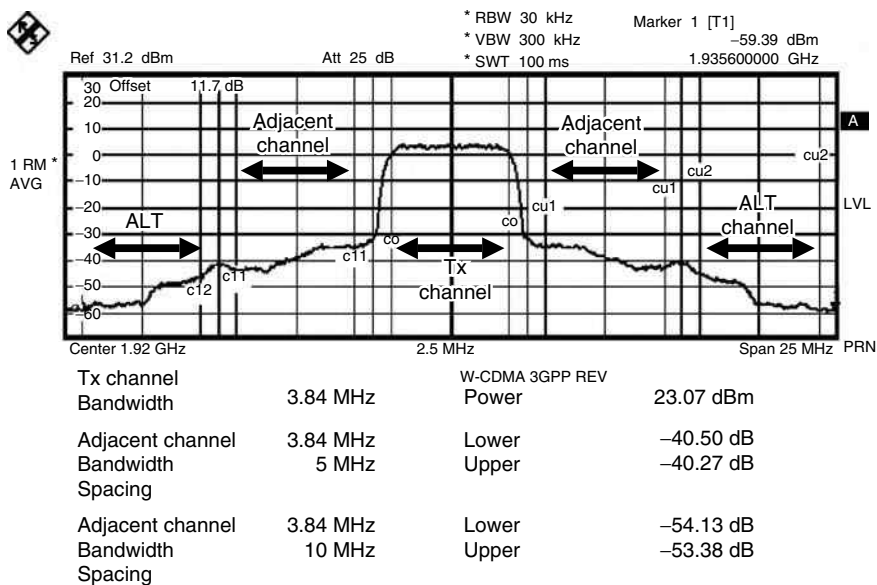 * RBW 30 kHz
* VBW 300 kHz
* SWT 100 ms
Marker 1 [T1]
−59.39 dBm
1.935600000 GHz
Ref 31.2 dBm
Att 25 dB
30 Offset 11.7 dB
20
10
0
−10
−20
−30
−40
−50
−60
1 RM *
AVG
A
LVL
PRN
Adjacent
channel
Adjacent
channel
ALT
ALT
channel
Tx
channel
c12
c11
c11
co
co
cu1
cu1
cu2
cu2
Center 1.92 GHz
2.5 MHz
Span 25 MHz
Tx channel
W-CDMA 3GPP REV
Bandwidth 3.84 MHz Power 23.07 dBm
Adjacent channel 3.84 MHz Lower −40.50 dB
Bandwidth 5 MHz Upper −40.27 dB
Spacing
Adjacent channel 3.84 MHz Lower −54.13 dB
Bandwidth 10 MHz Upper −53.38 dB
Spacing